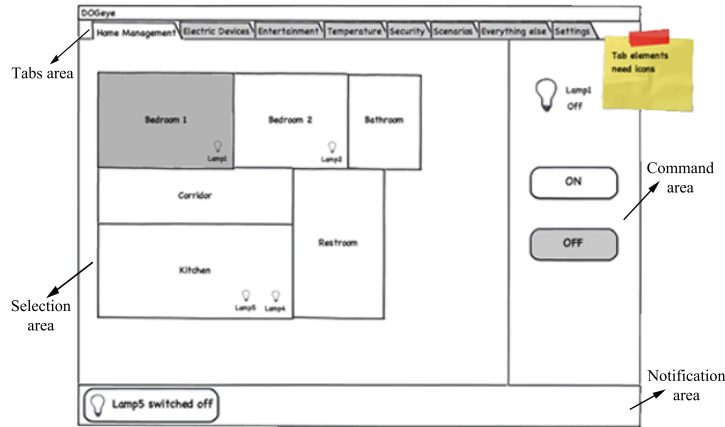 DOGeye
Home Management Electric Devices Entertainment Temperature Security Scenarios Everything else Settings
Tabs area
Tab elements
need icons
Lamp1
Off
Bedroom 1
Bedroom 2
Bathroom
Lamp1
Lamp2
Command
area
ON
Corridor
OFF
Restroom
Kitchen
Selection
area
Lamp5
Lamp4
Notification
area
Lamp5 switched off